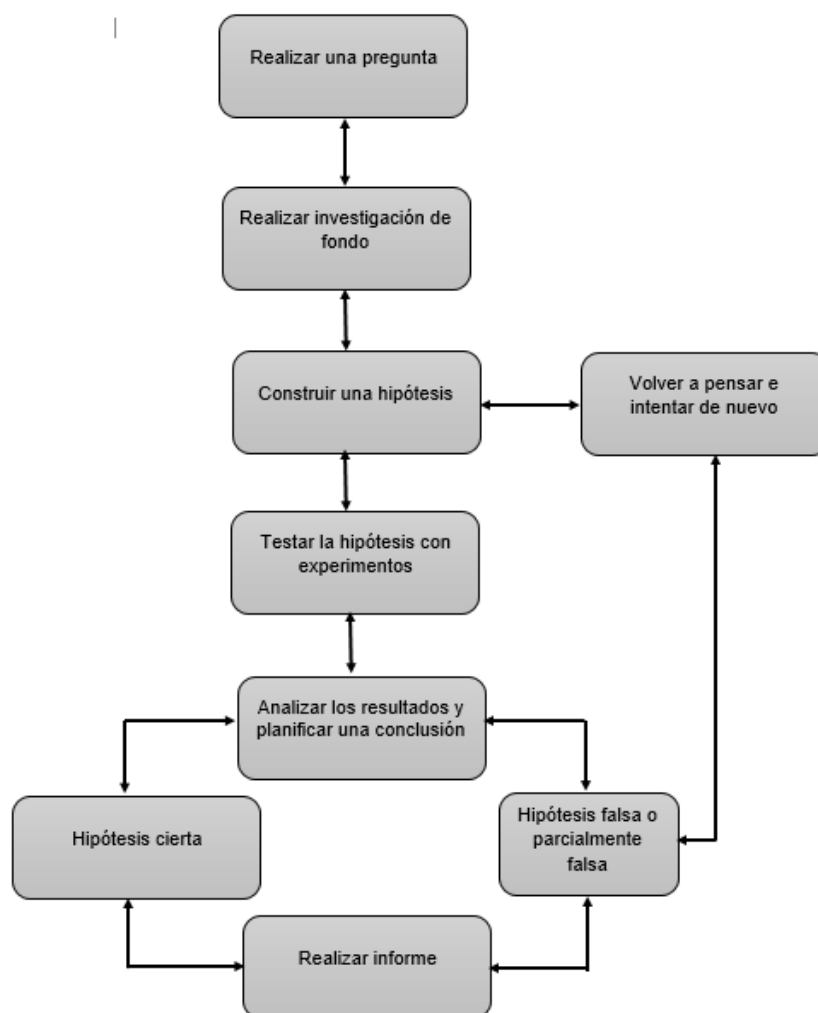 Realizar una pregunta
Realizar investigación de
fondo
Construir una hipótesis
Volver a pensar e
intentar de nuevo
Testar la hipótesis con
experimentos
Analizar los resultados y
planificar una conclusión
Hipótesis cierta
Hipótesis falsa o
parcialmente
falsa
Realizar informe